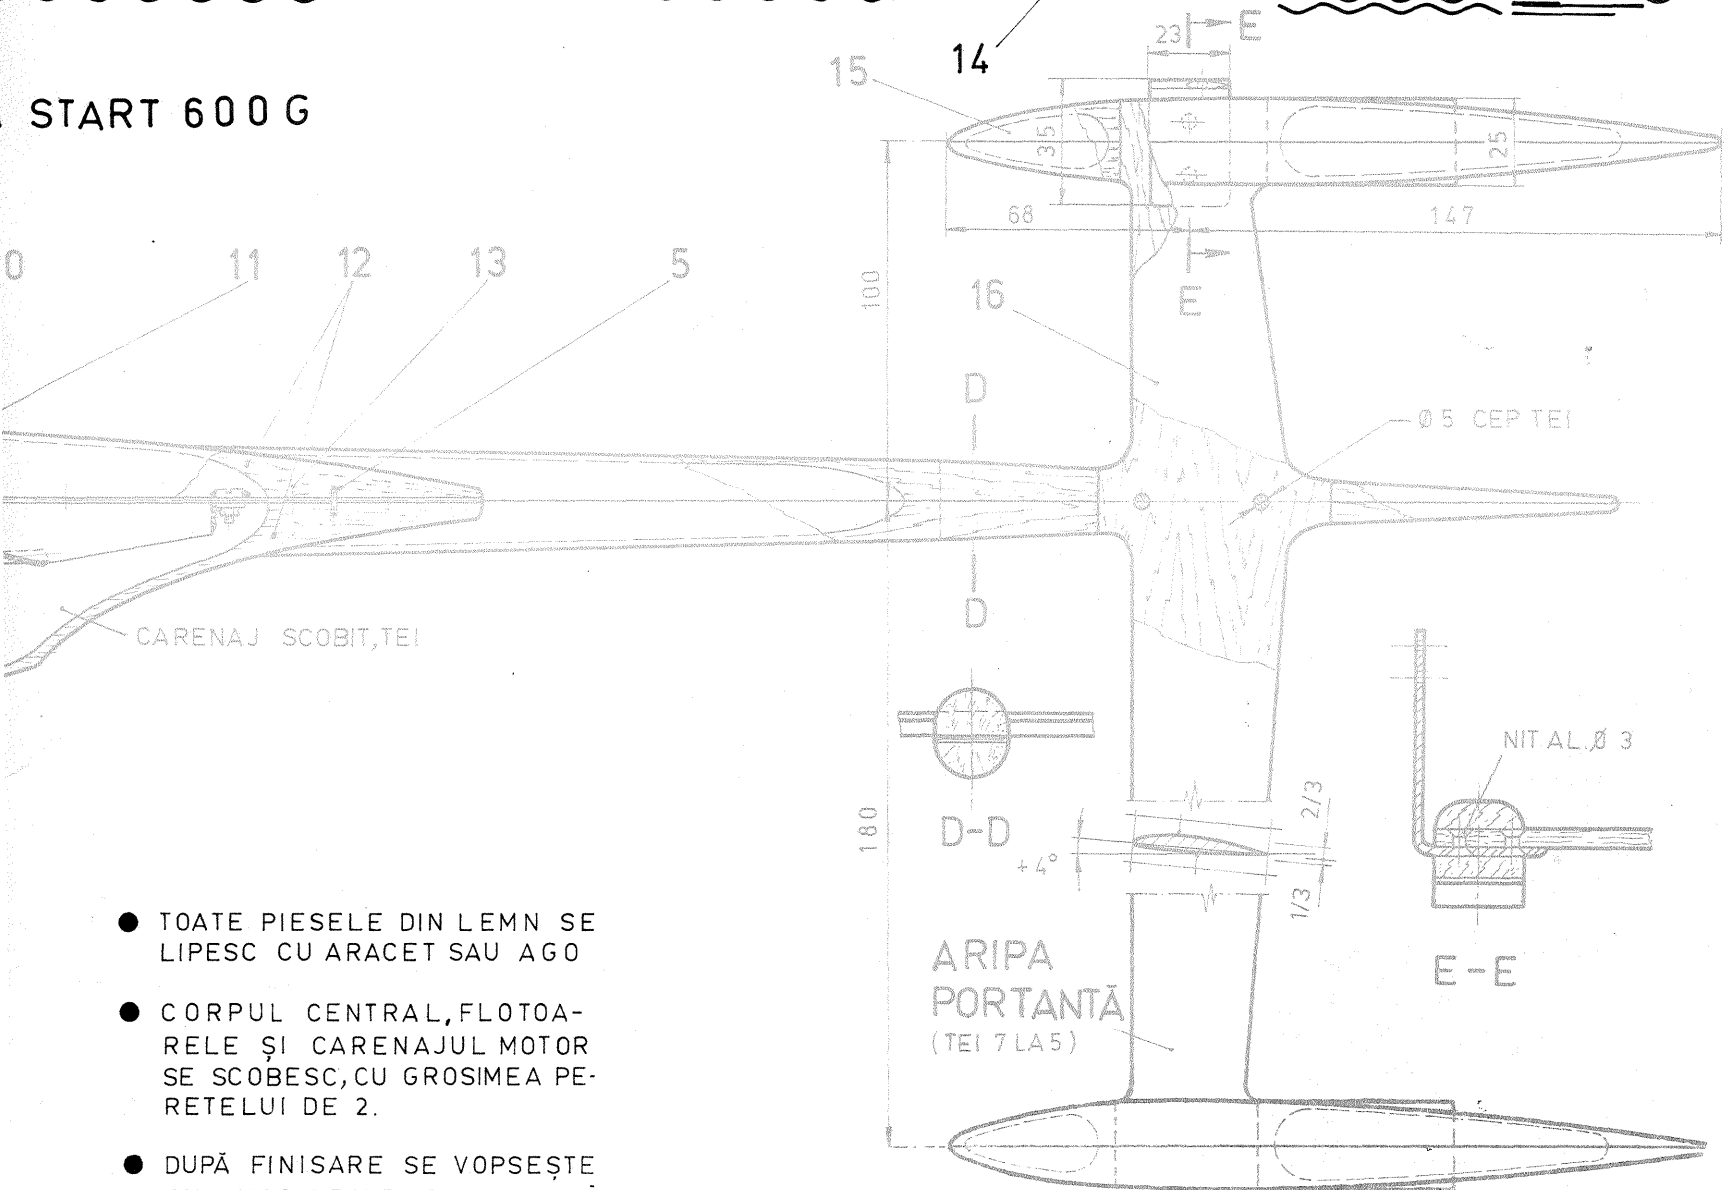 14
23
E
15
START 600 G
35
25
68
147
0
11
12
13
5
100
16
E
D
Ø 5 CEP TEI
D
CARENAJ SCOBIT, TEI
NIT AL. Ø 3
180
D-D
+4°
2/3
1/3
E-E
ARIPA
PORTANTĂ
(TEI 7 LA 5)
● TOATE PIESELE DIN LEMN SE
LIPESC CU ARACET SAU AGO
● CORPUL CENTRAL, FLOTOA-
RELE ȘI CARENAJUL MOTOR
SE SCOBESC, CU GROSIMEA PE-
RETELUI DE 2.
● DUPĂ FINISARE SE VOPSEȘTE